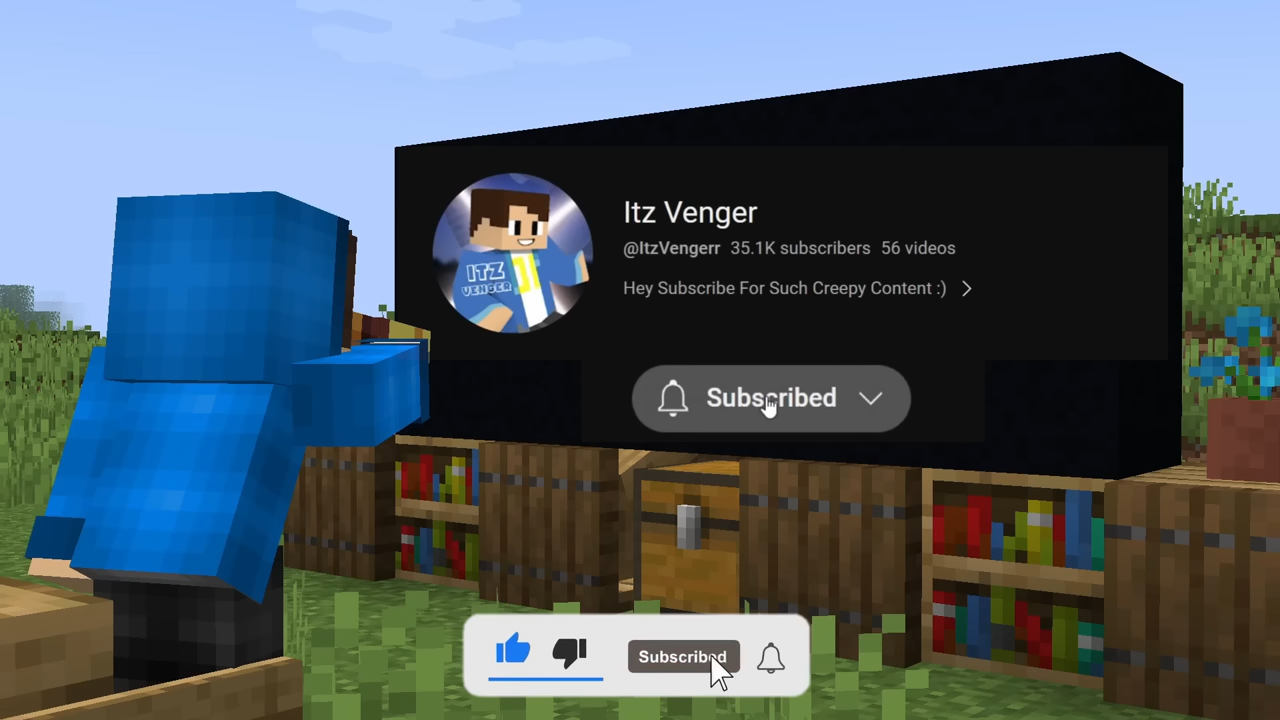 Itz Venger
@ItzVengerr 35.1K subscribers 56 videos
Hey Subscribe For Such Creepy Content :)
ITZ
VENGER
Subscribed
Subscribed